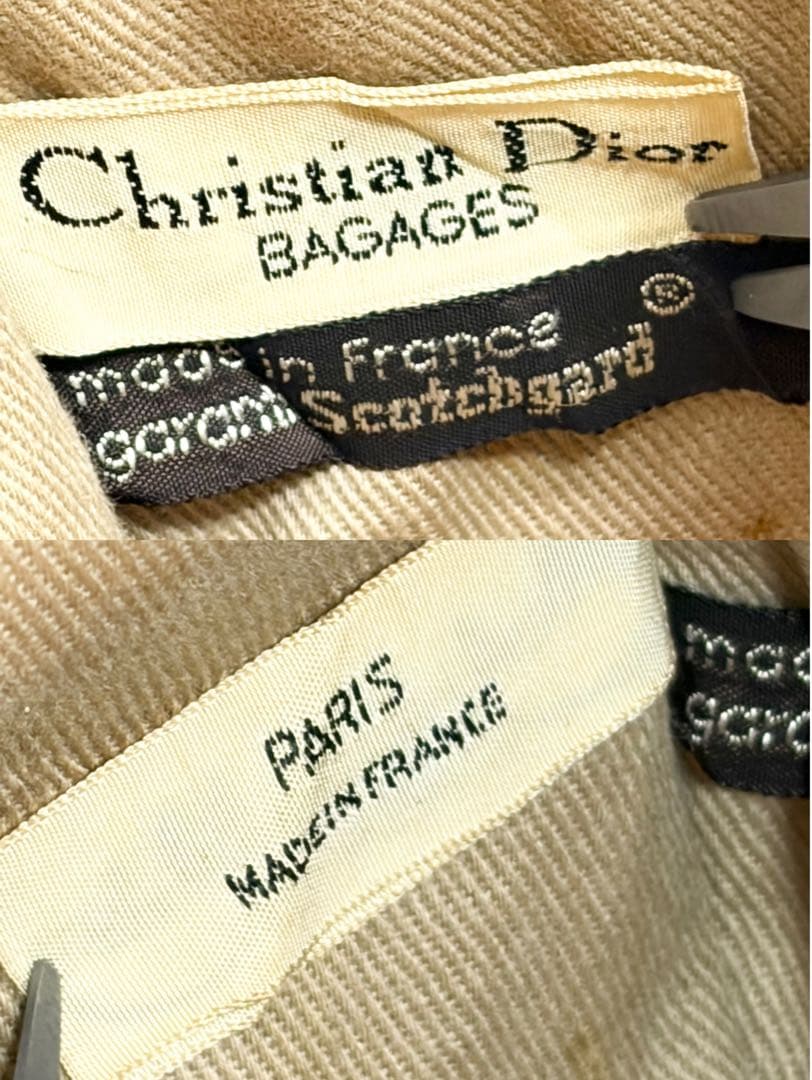 Christian Dior
BAGAGES
made in France
garanti Scotchgard ®
PARIS
MADE IN FRANCE